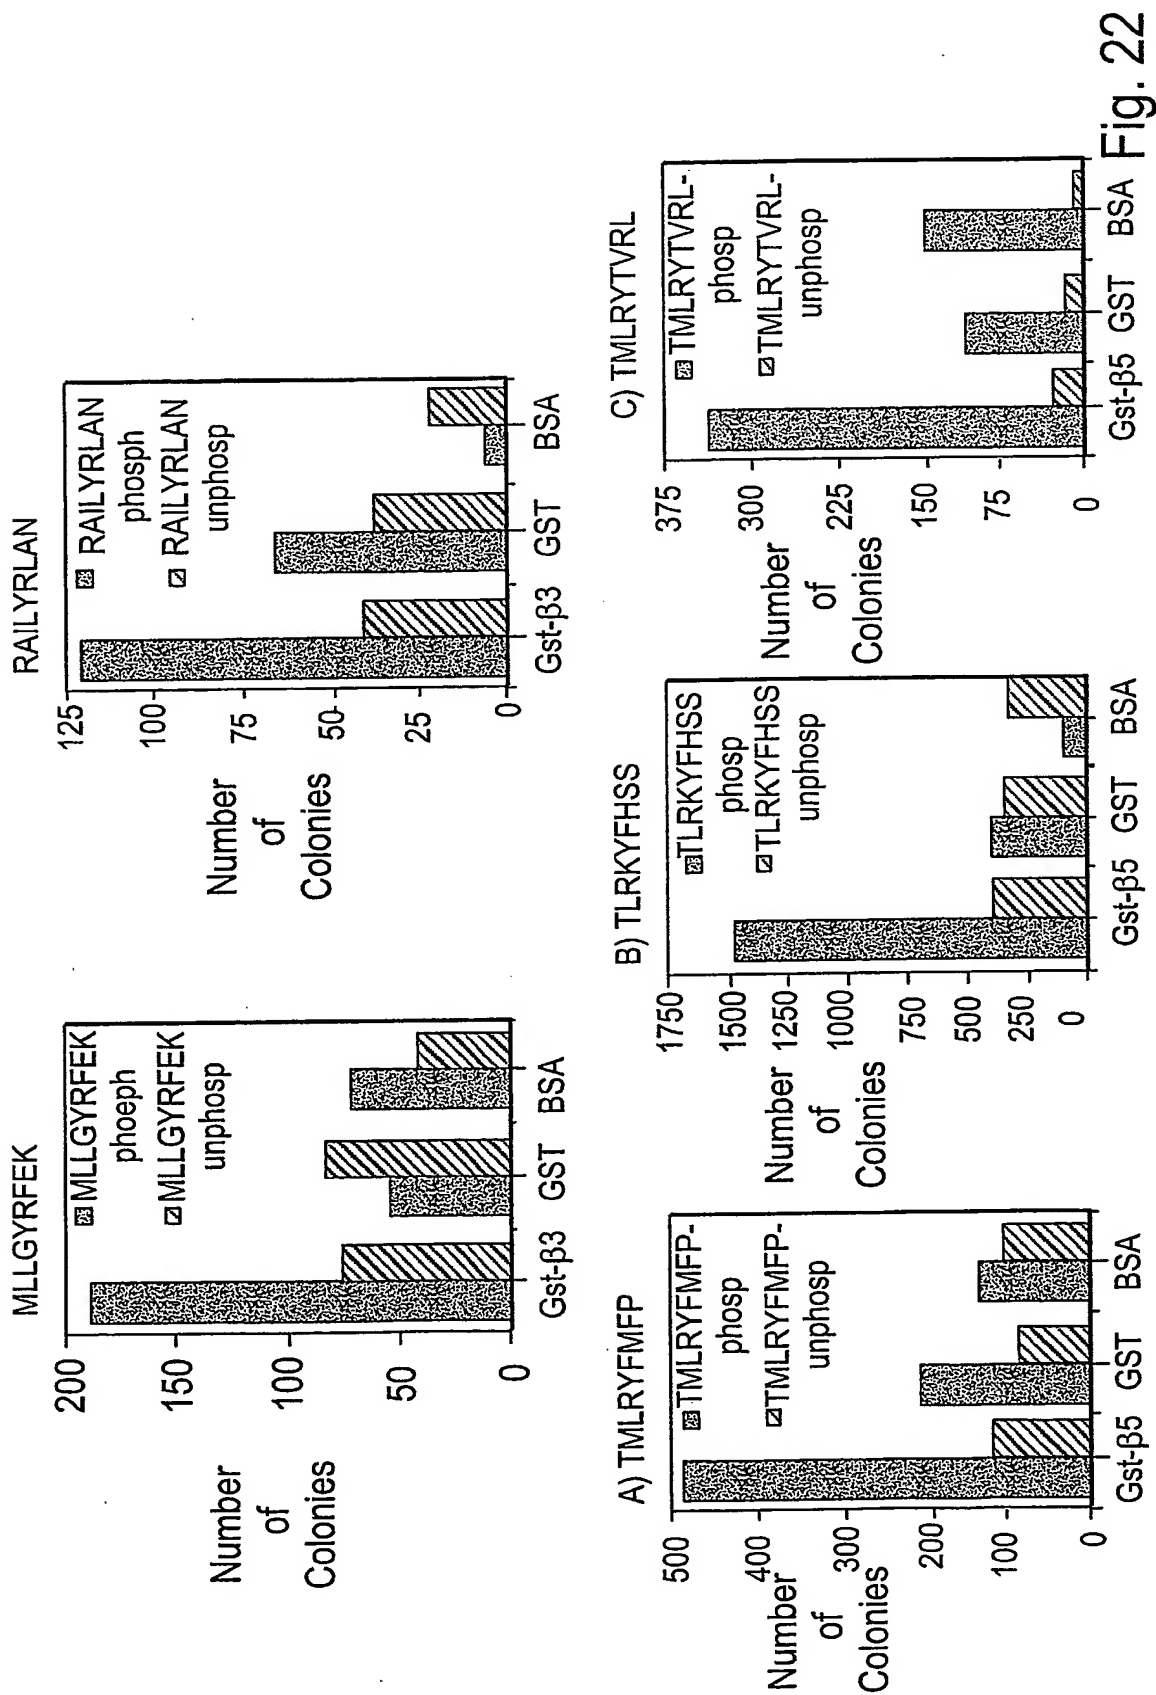 MLLGYRFEK
200
150
100
50
0
Number
of
Colonies
MLLGYRFEK
phoeph
MLLGYRFEK
unphosp
Gst-β3
GST
BSA
RAILYRLAN
125
100
75
50
25
0
Number
of
Colonies
RAILYRLAN
phosph
RAILYRLAN
unphosp
Gst-β3
GST
BSA
A) TMLRYFMFP
500
400
300
200
100
0
Number
of
Colonies
TMLRYFMFP-
phosp
TMLRYFMFP-
unphosp
Gst-β5
GST
BSA
B) TLRKYFHSS
1750
1500
1250
1000
750
500
250
0
Number
of
Colonies
TLRKYFHSS
phosp
TLRKYFHSS
unphosp
Gst-β5
GST
BSA
C) TMLRYTVRL
375
300
225
150
75
0
Number
of
Colonies
TMLRYTVRL-
phosp
TMLRYTVRL-
unphosp
Gst-β5
GST
BSA
Fig. 22